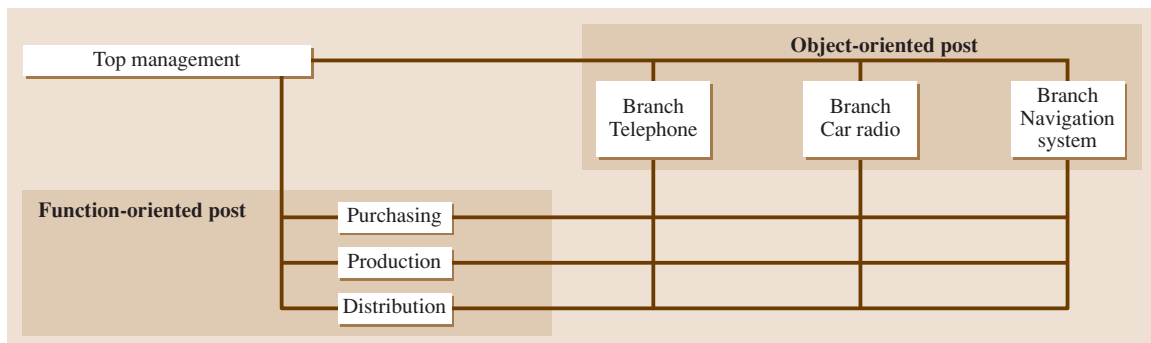 Object-oriented post
Top management
Branch
Telephone
Branch
Car radio
Branch
Navigation
system
Function-oriented post
Purchasing
Production
Distribution